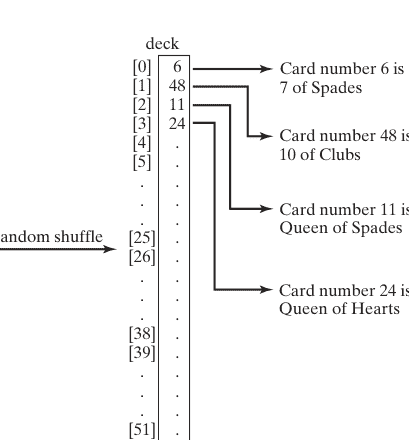 deck
[0] 6
[1] 48
[2] 11
[3] 24
[4] .
[5] .
. .
. .
. .
[25] .
[26] .
. .
. .
. .
[38] .
[39] .
. .
. .
. .
[51] .
andom shuffle
Card number 6 is
7 of Spades
Card number 48 is
10 of Clubs
Card number 11 is
Queen of Spades
Card number 24 is
Queen of Hearts